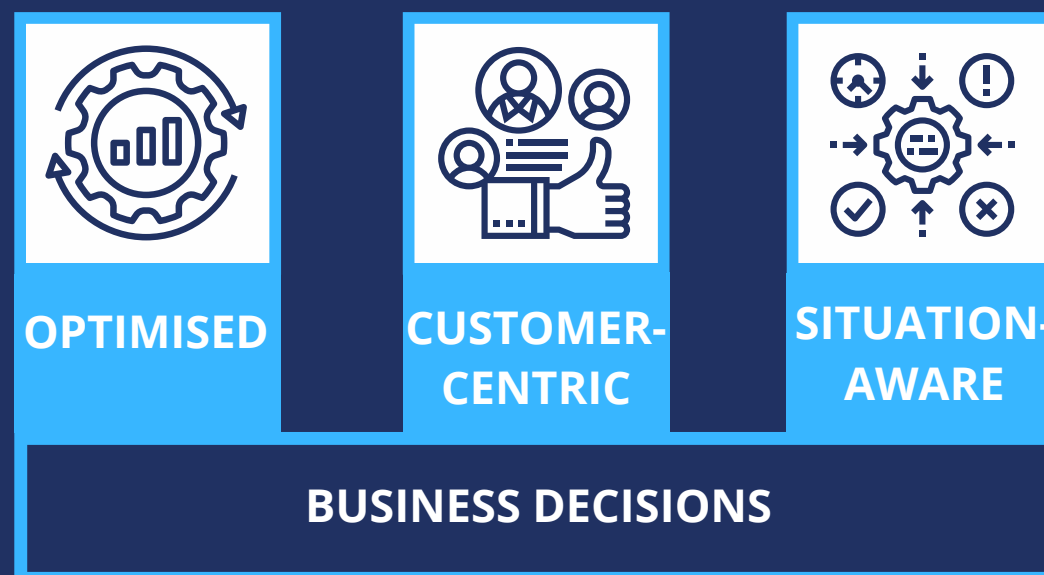 OPTIMISED
CUSTOMER-
CENTRIC
SITUATION-
AWARE
BUSINESS DECISIONS